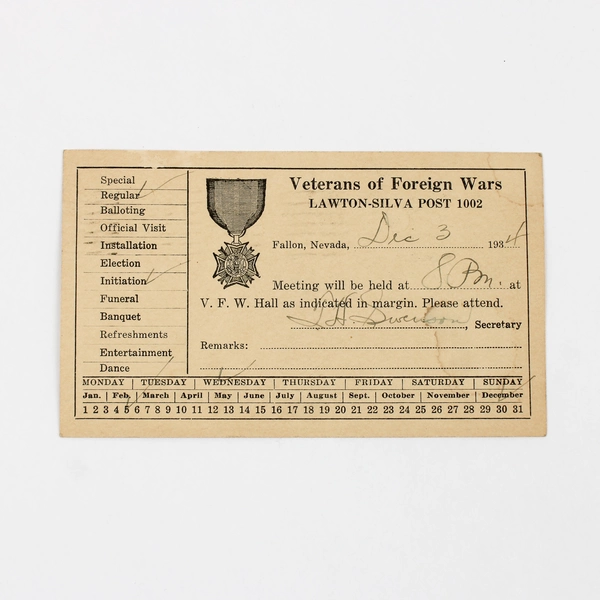 Special
Regular
Balloting
Official Visit
Installation
Election
Initiation
Funeral
Banquet
Refreshments
Entertainment
Dance
Veterans of Foreign Wars
LAWTON-SILVA POST 1002
Fallon, Nevada, Dec 3 1934
Meeting will be held at 8 P.m. at
V. F. W. Hall as indicated in margin. Please attend.
Secretary
Remarks:
MONDAY | TUESDAY | WEDNESDAY | THURSDAY | FRIDAY | SATURDAY | SUNDAY
Jan. | Feb. | March | April | May | June | July | August | Sept. | October | November | December
1 2 3 4 5 6 7 8 9 10 11 12 13 14 15 16 17 18 19 20 21 22 23 24 25 26 27 28 29 30 31